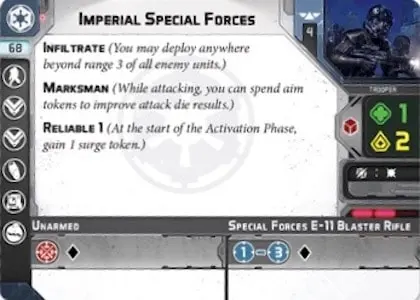 IMPERIAL SPECIAL FORCES
68
4
INFILTRATE (You may deploy anywhere
beyond range 3 of all enemy units.)
MARKSMAN (While attacking, you can spend aim
tokens to improve attack die results.)
RELIABLE 1 (At the start of the Activation Phase,
gain 1 surge token.)
TROOPER
1
2
UNARMED
SPECIAL FORCES E-11 BLASTER RIFLE
1-3